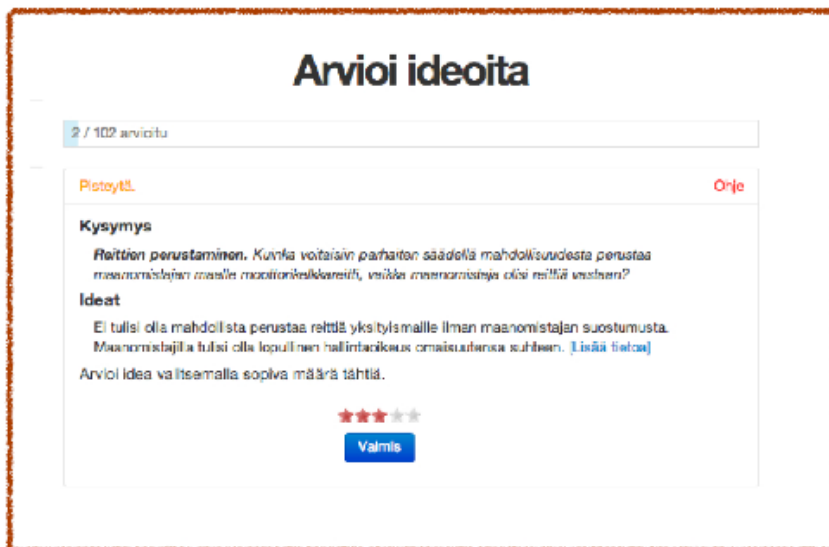 Arvioi ideoita
2 / 102 arvioitu
Pisteytä.
Ohje
Kysymys
Reittien perustaminen. Kuinka voitaisiin parhaiten säädellä mahdollisuudesta perustaa
maanomistajan maalle moottorikelkkareitti, vaikka maanomistaja olisi reittiä vastaan?
Ideat
Ei tulisi olla mahdollista perustaa reittiä yksityismaille ilman maanomistajan suostumusta.
Maanomistajilla tulisi olla lopullinen hallintaoikeus omaisuutensa suhteen. [Lisää tietoa]
Arvioi idea valitsemalla sopiva määrä tähtiä.
Valmis